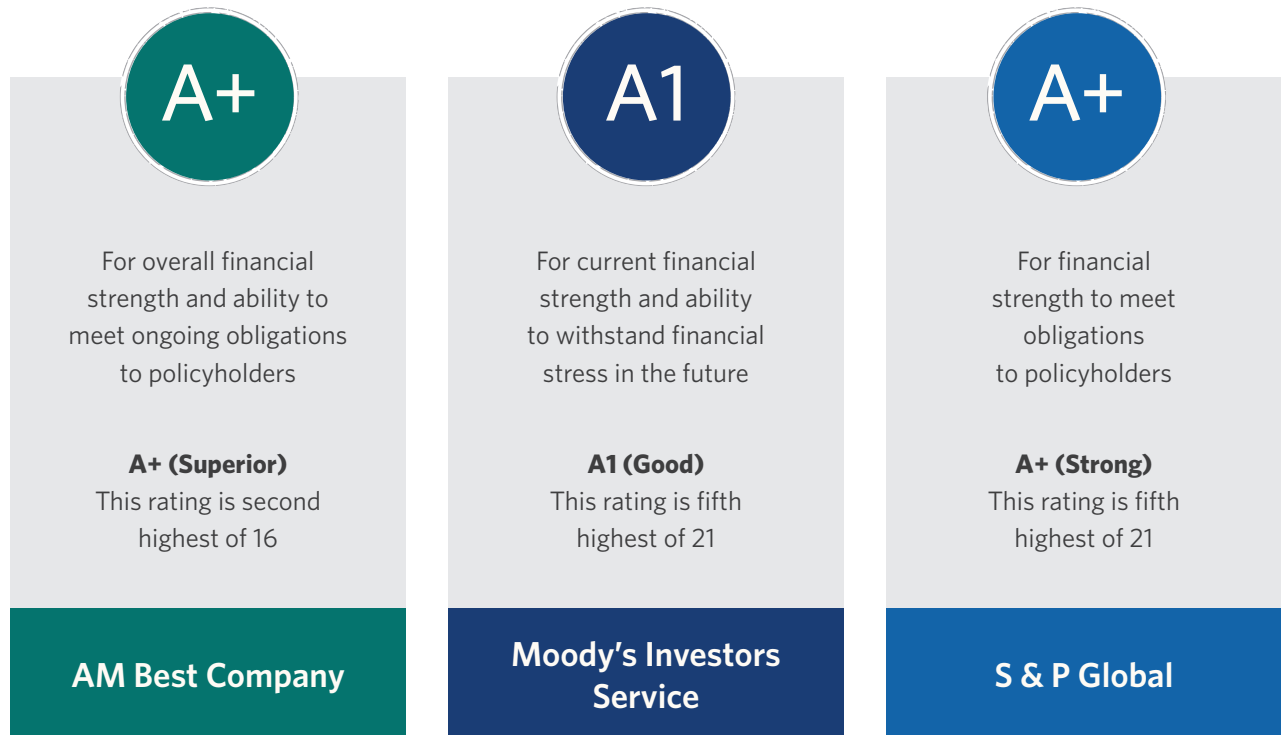 A+
For overall financial
strength and ability to
meet ongoing obligations
to policyholders
A+ (Superior)
This rating is second
highest of 16
AM Best Company
A1
For current financial
strength and ability
to withstand financial
stress in the future
A1 (Good)
This rating is fifth
highest of 21
Moody’s Investors
Service
A+
For financial
strength to meet
obligations
to policyholders
A+ (Strong)
This rating is fifth
highest of 21
S & P Global